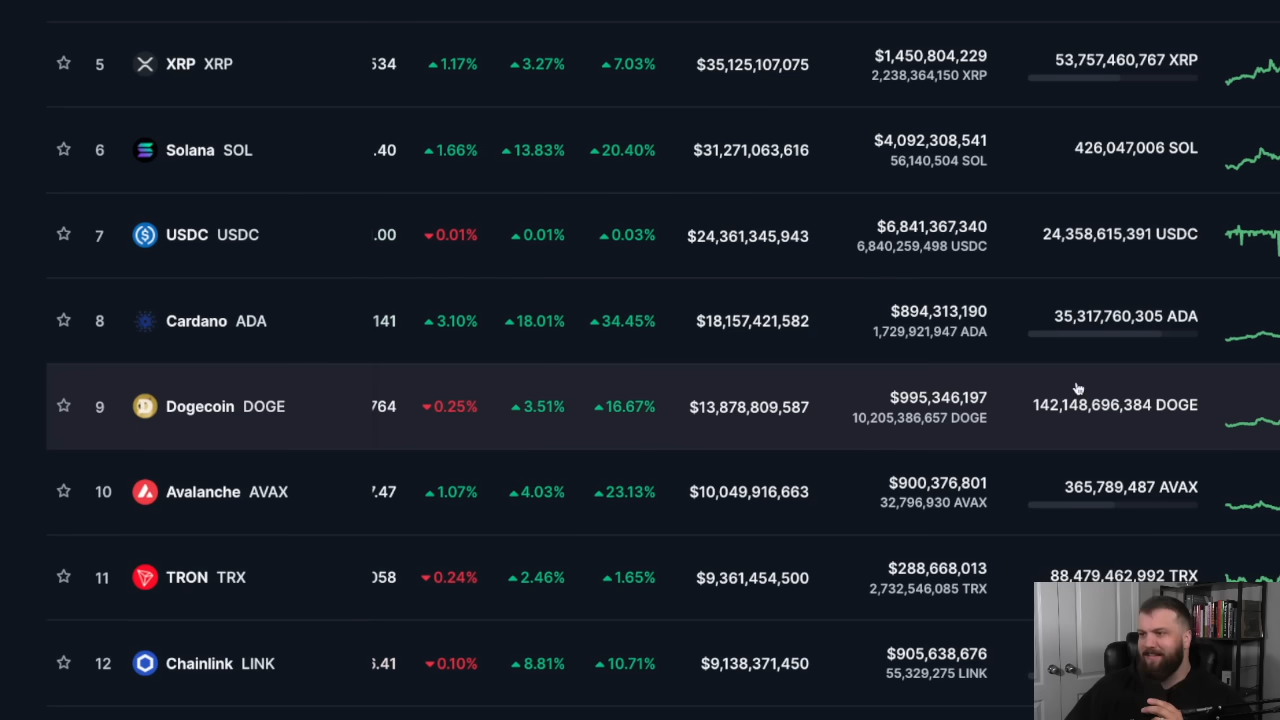 5 XRP XRP 534 1.17% 3.27% 7.03% $35,125,107,075 $1,450,804,229 53,757,460,767 XRP
2,238,364,150 XRP
6 Solana SOL .40 1.66% 13.83% 20.40% $31,271,063,616 $4,092,308,541 426,047,006 SOL
56,140,504 SOL
7 USDC USDC .00 0.01% 0.01% 0.03% $24,361,345,943 $6,841,367,340 24,358,615,391 USDC
6,840,259,498 USDC
8 Cardano ADA 141 3.10% 18.01% 34.45% $18,157,421,582 $894,313,190 35,317,760,305 ADA
1,729,921,947 ADA
9 Dogecoin DOGE 764 0.25% 3.51% 16.67% $13,878,809,587 $995,346,197 142,148,696,384 DOGE
10,205,386,657 DOGE
10 Avalanche AVAX 7.47 1.07% 4.03% 23.13% $10,049,916,663 $900,376,801 365,789,487 AVAX
32,796,930 AVAX
11 TRON TRX 058 0.24% 2.46% 1.65% $9,361,454,500 $288,668,013 88,479,462,992 TRX
2,732,546,085 TRX
12 Chainlink LINK .41 0.10% 8.81% 10.71% $9,138,371,450 $905,638,676
55,329,275 LINK